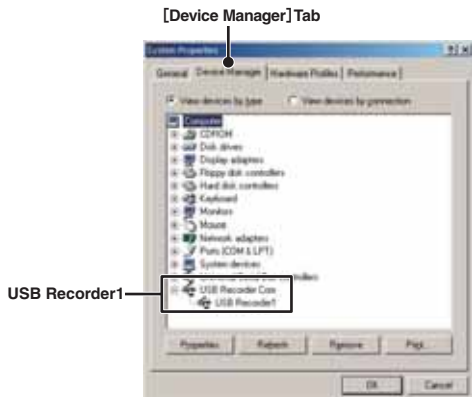 [Device Manager]Tab
System Properties
General Device Manager Hardware Profiles Performance
View devices by type View devices by connection
Computer
CDROM
Disk drives
Display adapters
Floppy disk controllers
Hard disk controllers
Keyboard
Monitors
Mouse
Network adapters
Ports (COM & LPT)
System devices
controllers
USB Recorder1
USB Recorder Com
USB Recorder1
Properties Refresh Remove Print...
OK Cancel